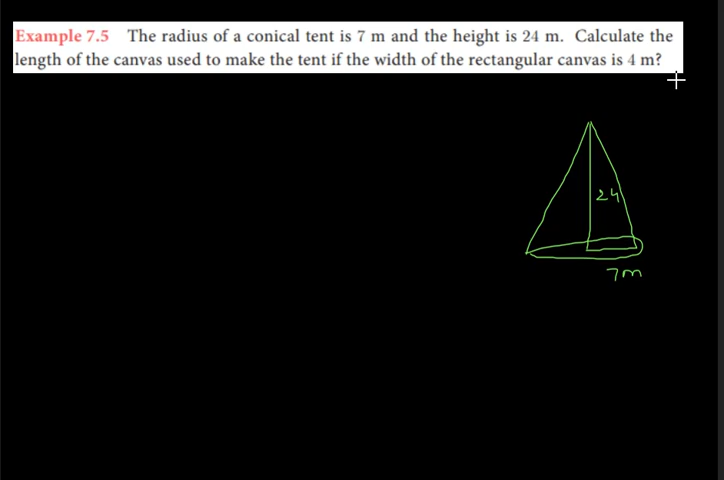 Example 7.5 The radius of a conical tent is 7 m and the height is 24 m. Calculate the
length of the canvas used to make the tent if the width of the rectangular canvas is 4 m?
24
7m